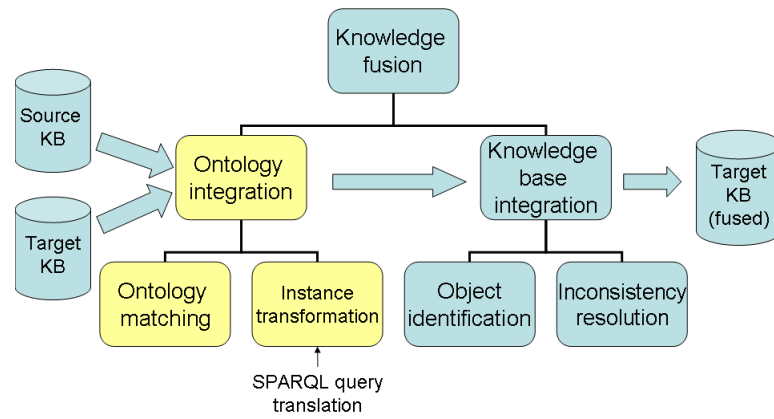 Knowledge
fusion
Source
KB
Target
KB
Ontology
integration
Knowledge
base
integration
Target
KB
(fused)
Ontology
matching
Instance
transformation
Object
identification
Inconsistency
resolution
SPARQL query
translation